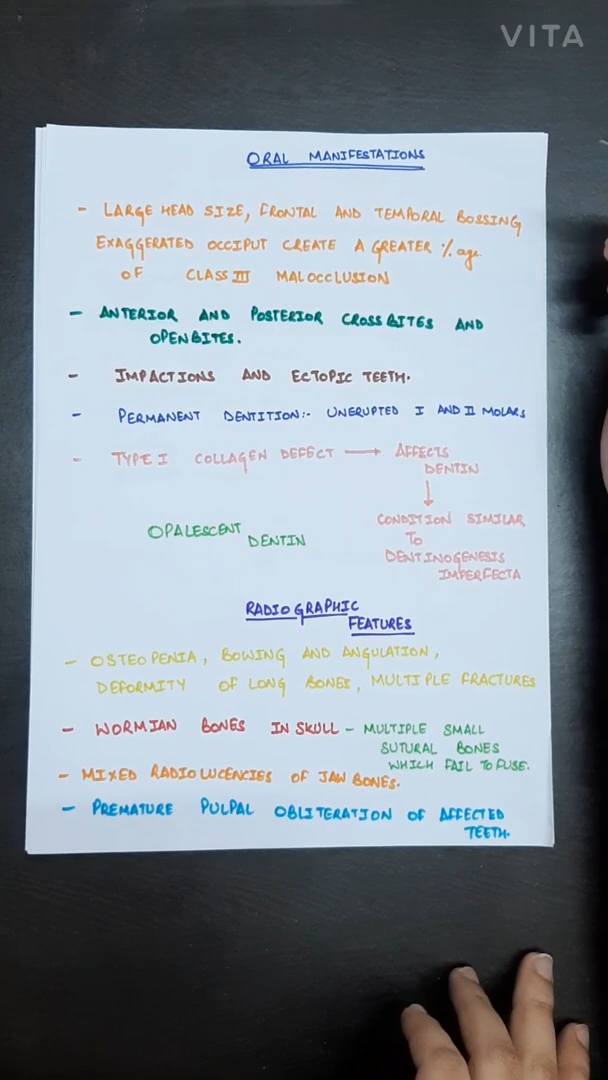 VITA
ORAL MANIFESTATIONS
- LARGE HEAD SIZE, FRONTAL AND TEMPORAL BOSSING
EXAGGERATED OCCIPUT CREATE A GREATER %age
OF CLASS III MALOCCLUSION
- ANTERIOR AND POSTERIOR CROSSBITES AND
OPENBITES.
- IMPACTIONS AND ECTOPIC TEETH.
- PERMANENT DENTITION:- UNERUPTED I AND II MOLARS
- TYPE I COLLAGEN DEFECT → AFFECTS
DENTIN
↓
CONDITION SIMILAR
TO
DENTINOGENESIS
IMPERFECTA
OPALESCENT
DENTIN
RADIOGRAPHIC
FEATURES
- OSTEOPENIA, BOWING AND ANGULATION,
DEFORMITY OF LONG BONES, MULTIPLE FRACTURES
- WORMIAN BONES IN SKULL - MULTIPLE SMALL
SUTURAL BONES
WHICH FAIL TO FUSE.
- MIXED RADIOLUCENCIES OF JAW BONES.
- PREMATURE PULPAL OBLITERATION OF AFFECTED
TEETH.